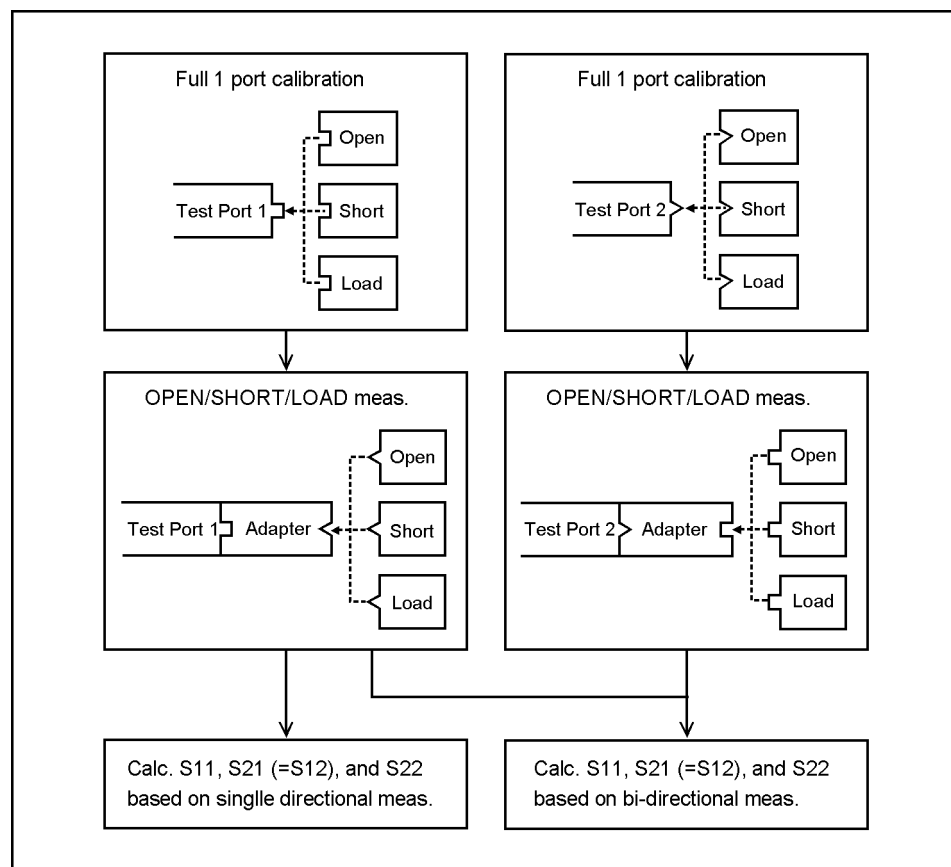 Full 1 port calibration
Open
Test Port 1
Short
Load
Full 1 port calibration
Open
Test Port 2
Short
Load
OPEN/SHORT/LOAD meas.
Open
Test Port 1
Adapter
Short
Load
OPEN/SHORT/LOAD meas.
Open
Test Port 2
Adapter
Short
Load
Calc. S11, S21 (=S12), and S22
based on singlle directional meas.
Calc. S11, S21 (=S12), and S22
based on bi-directional meas.